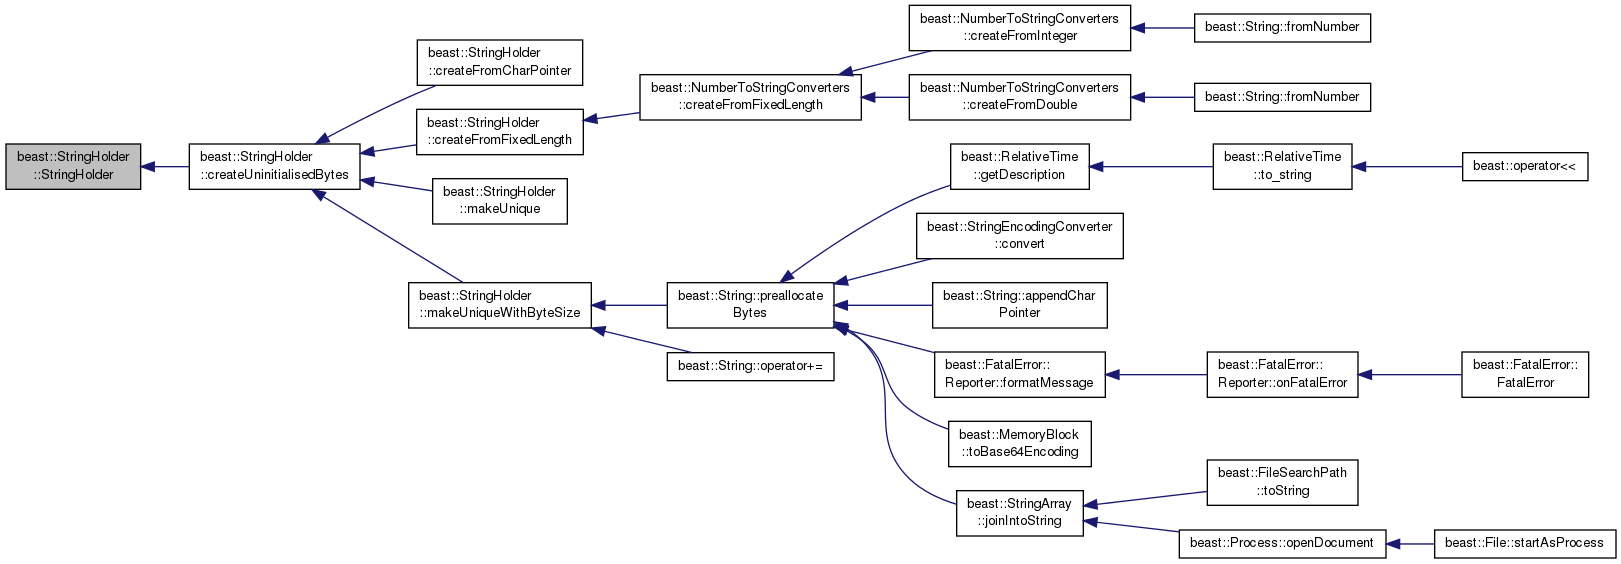 beast::StringHolder
::StringHolder
beast::StringHolder
::createUninitialisedBytes
beast::StringHolder
::createFromCharPointer
beast::StringHolder
::createFromFixedLength
beast::StringHolder
::makeUnique
beast::StringHolder
::makeUniqueWithByteSize
beast::NumberToStringConverters
::createFromFixedLength
beast::NumberToStringConverters
::createFromInteger
beast::String::fromNumber
beast::NumberToStringConverters
::createFromDouble
beast::String::fromNumber
beast::String::preallocate
Bytes
beast::String::operator+=
beast::RelativeTime
::getDescription
beast::RelativeTime
::to_string
beast::operator<<
beast::StringEncodingConverter
::convert
beast::String::appendChar
Pointer
beast::FatalError::
Reporter::formatMessage
beast::FatalError::
Reporter::onFatalError
beast::FatalError::
FatalError
beast::MemoryBlock
::toBase64Encoding
beast::StringArray
::joinIntoString
beast::FileSearchPath
::toString
beast::Process::openDocument
beast::File::startAsProcess